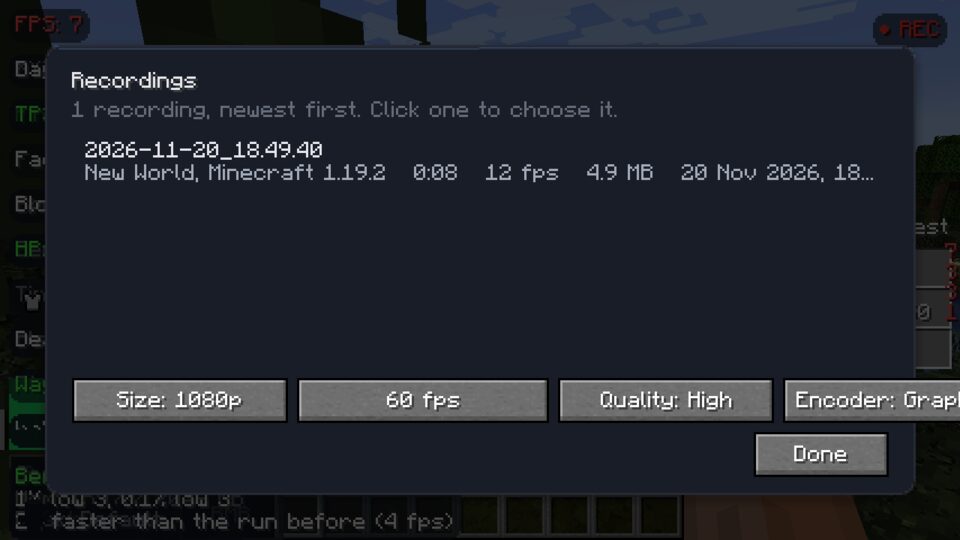 FPS: 7
REC
Recordings
1 recording, newest first. Click one to choose it.
2026-11-20_18.49.40
New World, Minecraft 1.19.2 0:08 12 fps 4.9 MB 20 Nov 2026, 18...
Size: 1080p
60 fps
Quality: High
Encoder: Grap
Done
faster than the run before (4 fps)